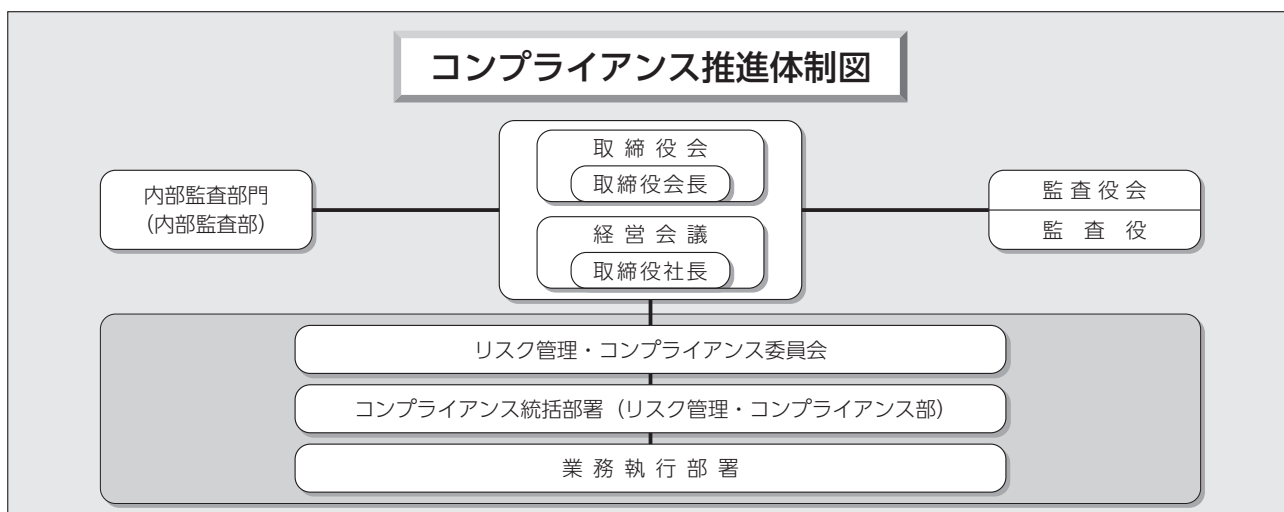 コンプライアンス推進体制図
取締役会
取締役会長
内部監査部門
（内部監査部）
経営会議
取締役社長
監査役会
監査役
リスク管理・コンプライアンス委員会
コンプライアンス統括部署（リスク管理・コンプライアンス部）
業務執行部署